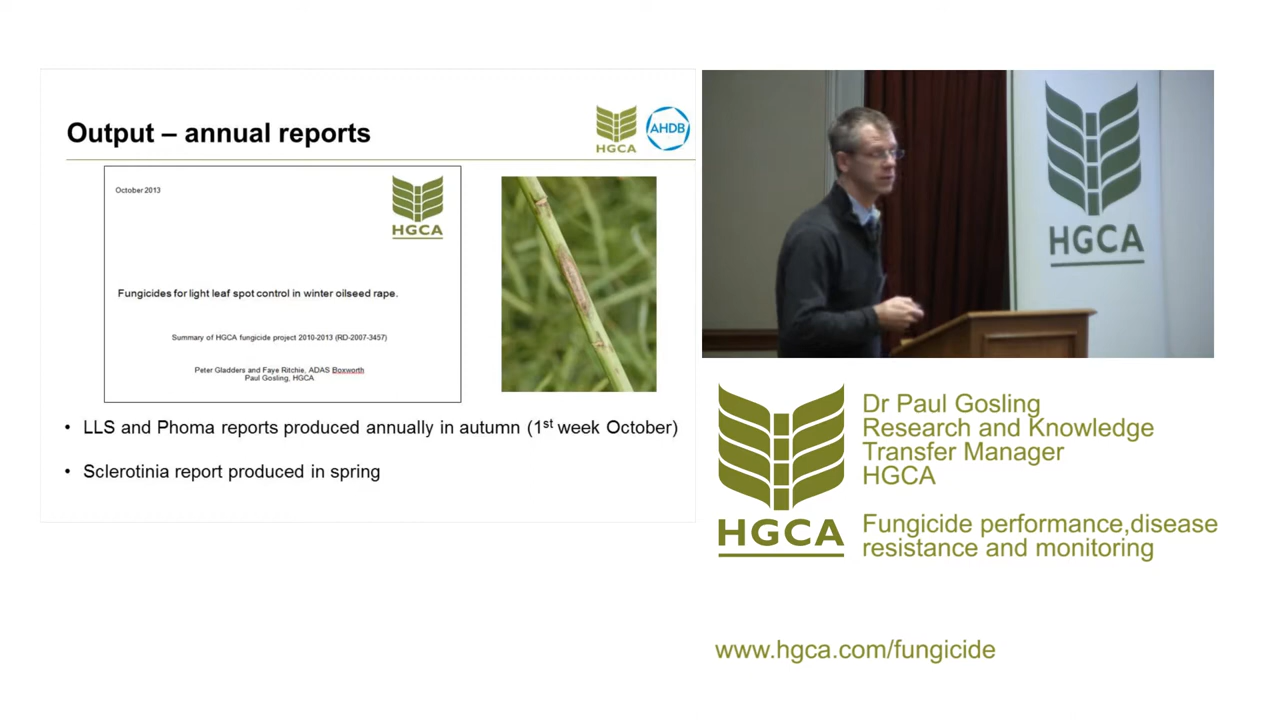 Output – annual reports
HGCA
AHDB
October 2013
HGCA
Fungicides for light leaf spot control in winter oilseed rape.
Summary of HGCA fungicide project 2010-2013 (RD-2007-3457)
Peter Gladders and Faye Ritchie, ADAS Boxworth
Paul Gosling, HGCA
• LLS and Phoma reports produced annually in autumn (1st week October)
• Sclerotinia report produced in spring
HGCA
HGCA
Dr Paul Gosling
Research and Knowledge
Transfer Manager
HGCA
Fungicide performance,disease
resistance and monitoring
www.hgca.com/fungicide